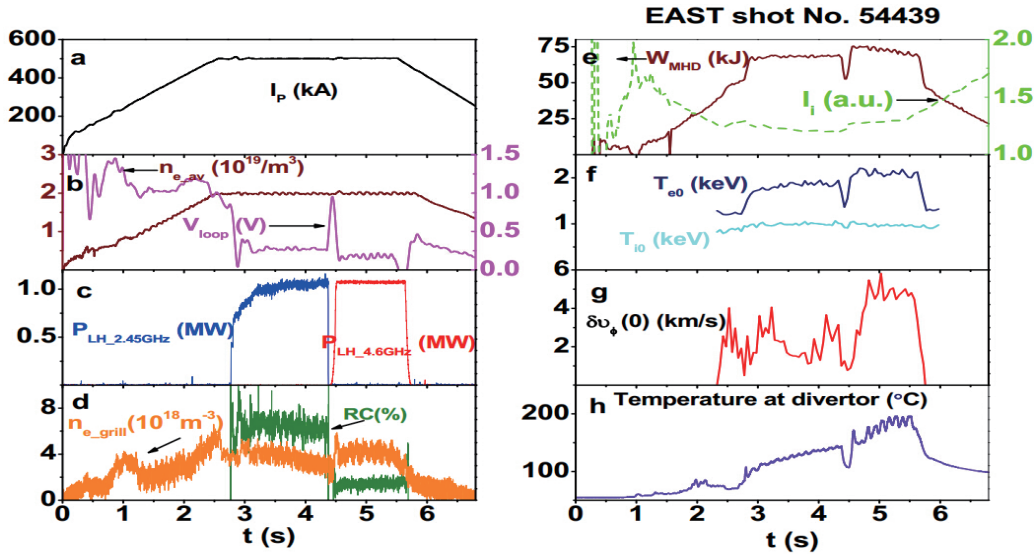 EAST shot No. 54439
600
400
200
a
I_P (kA)
3
2
1
b
n_e_av (10^19/m^3)
V_loop (V)
1.5
1.0
0.5
0.0
1.0
0.5
c
P_LH_2.45GHz (MW)
P_LH_4.6GHz (MW)
8
4
0
d
n_e_grill (10^18m^-3)
RC(%)
0 1 2 3 4 5 6
t (s)
75
50
25
e
W_MHD (kJ)
I_i (a.u.)
2.0
1.5
1.0
2
1
f
T_e0 (keV)
T_i0 (keV)
6
4
2
g
δυ_ϕ(0) (km/s)
200
100
h
Temperature at divertor (°C)
0 1 2 3 4 5 6
t (s)